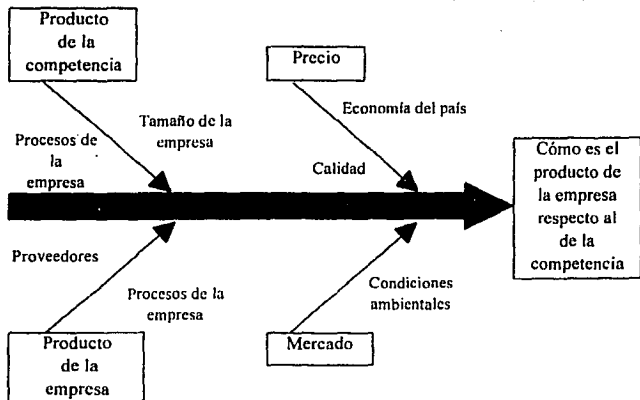 Producto
de la
competencia
Precio
Tamaño de la
empresa
Economía del país
Procesos de
la
empresa
Calidad
Cómo es el
producto de
la empresa
respecto al
de la
competencia
Proveedores
Procesos de la
empresa
Condiciones
ambientales
Producto
de la
empresa
Mercado